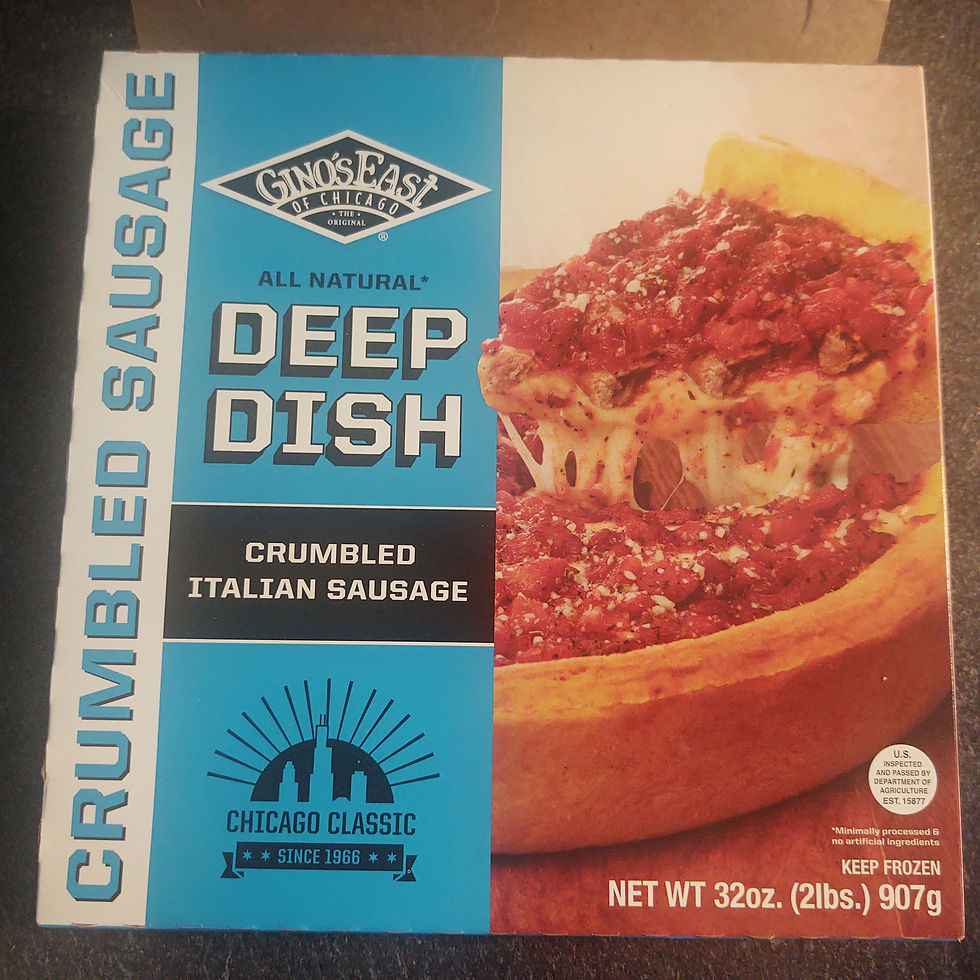 CRUMBLED SAUSAGE
GINO'S EAST
OF CHICAGO
• THE •
ORIGINAL
®
ALL NATURAL*
DEEP
DISH
CRUMBLED
ITALIAN SAUSAGE
CHICAGO CLASSIC
SINCE 1966
U.S.
INSPECTED
AND PASSED BY
DEPARTMENT OF
AGRICULTURE
EST. 15877
*Minimally processed &
no artificial ingredients
KEEP FROZEN
NET WT 32oz. (2lbs.) 907g